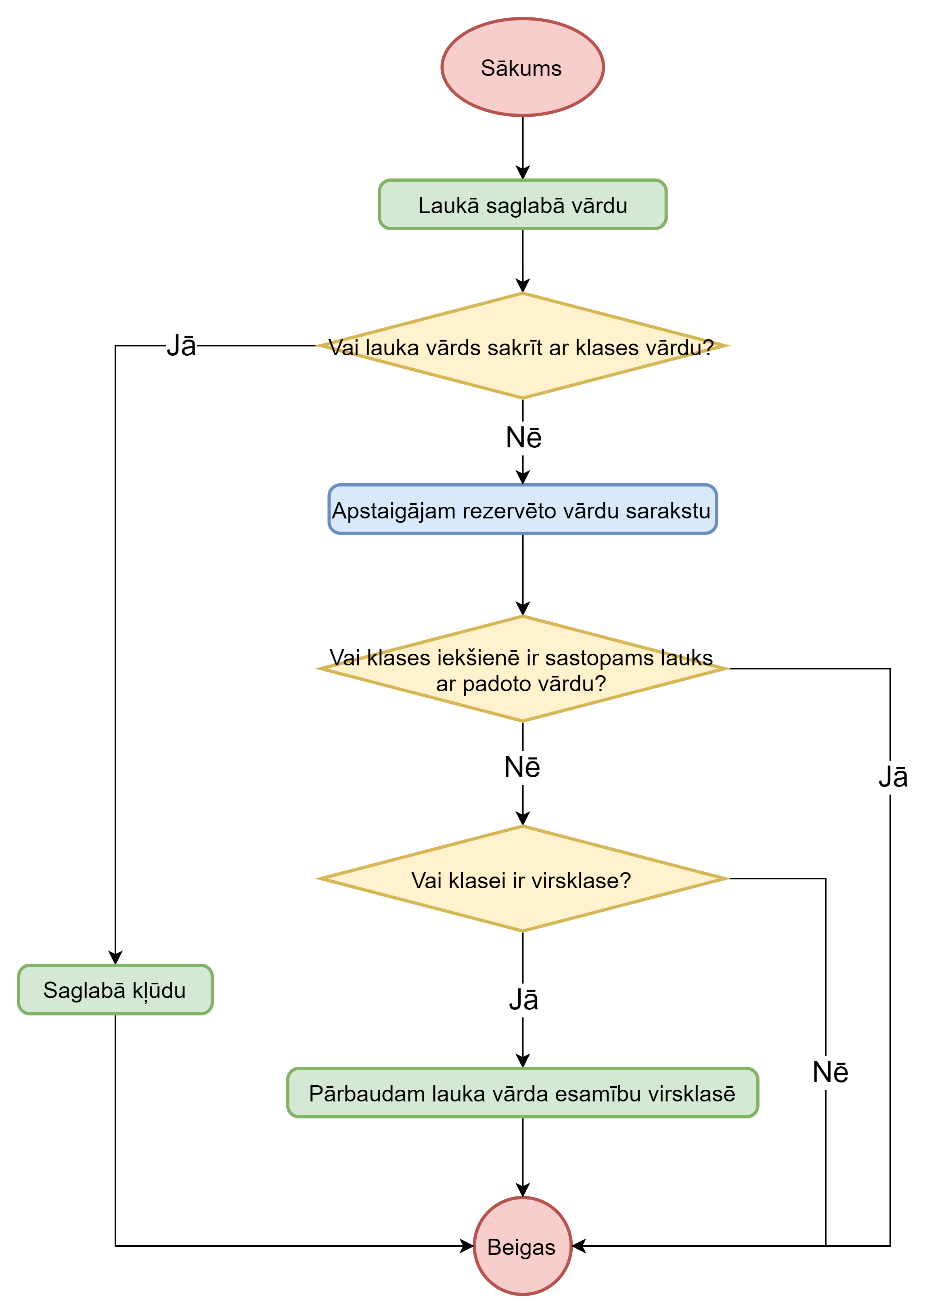 Sākums
Laukā saglabā vārdu
Vai lauka vārds sakrīt ar klases vārdu?
Jā
Nē
Apstaigājam rezervēto vārdu sarakstu
Vai klases iekšienē ir sastopams lauks
ar padoto vārdu?
Nē
Jā
Vai klasei ir virsklase?
Saglabā kļūdu
Jā
Nē
Pārbaudam lauka vārda esamību virsklasē
Beigas